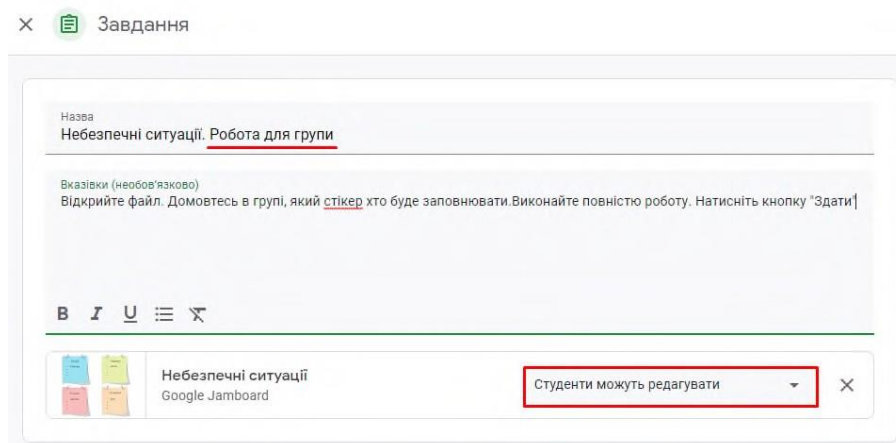 Завдання
Назва
Небезпечні ситуації. Робота для групи
Вказівки (необов'язково)
Відкрийте файл. Домовтесь в групі, який стікер хто буде заповнювати.Виконайте повністю роботу. Натисніть кнопку "Здати"
B I U
Небезпечні ситуації
Google Jamboard
Студенти можуть редагувати